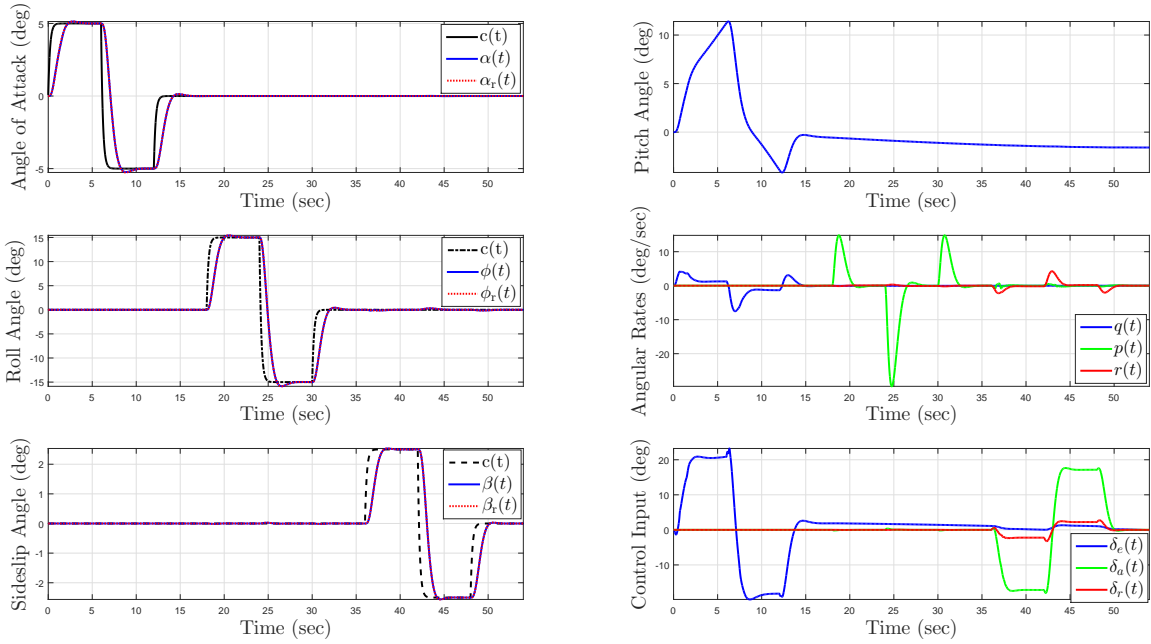 Angle of Attack (deg)
5
0
-5
c(t)
α(t)
α_r(t)
0 5 10 15 20 25 30 35 40 45 50
Time (sec)
Pitch Angle (deg)
10
5
0
0 5 10 15 20 25 30 35 40 45 50
Time (sec)
Roll Angle (deg)
15
10
5
0
-5
-10
-15
c(t)
ϕ(t)
ϕ_r(t)
0 5 10 15 20 25 30 35 40 45 50
Time (sec)
Angular Rates (deg/sec)
10
0
-10
-20
q(t)
p(t)
r(t)
0 5 10 15 20 25 30 35 40 45 50
Time (sec)
Sideslip Angle (deg)
2
1
0
-1
-2
c(t)
β(t)
β_r(t)
0 5 10 15 20 25 30 35 40 45 50
Time (sec)
Control Input (deg)
20
10
0
-10
δ_e(t)
δ_a(t)
δ_r(t)
0 5 10 15 20 25 30 35 40 45 50
Time (sec)